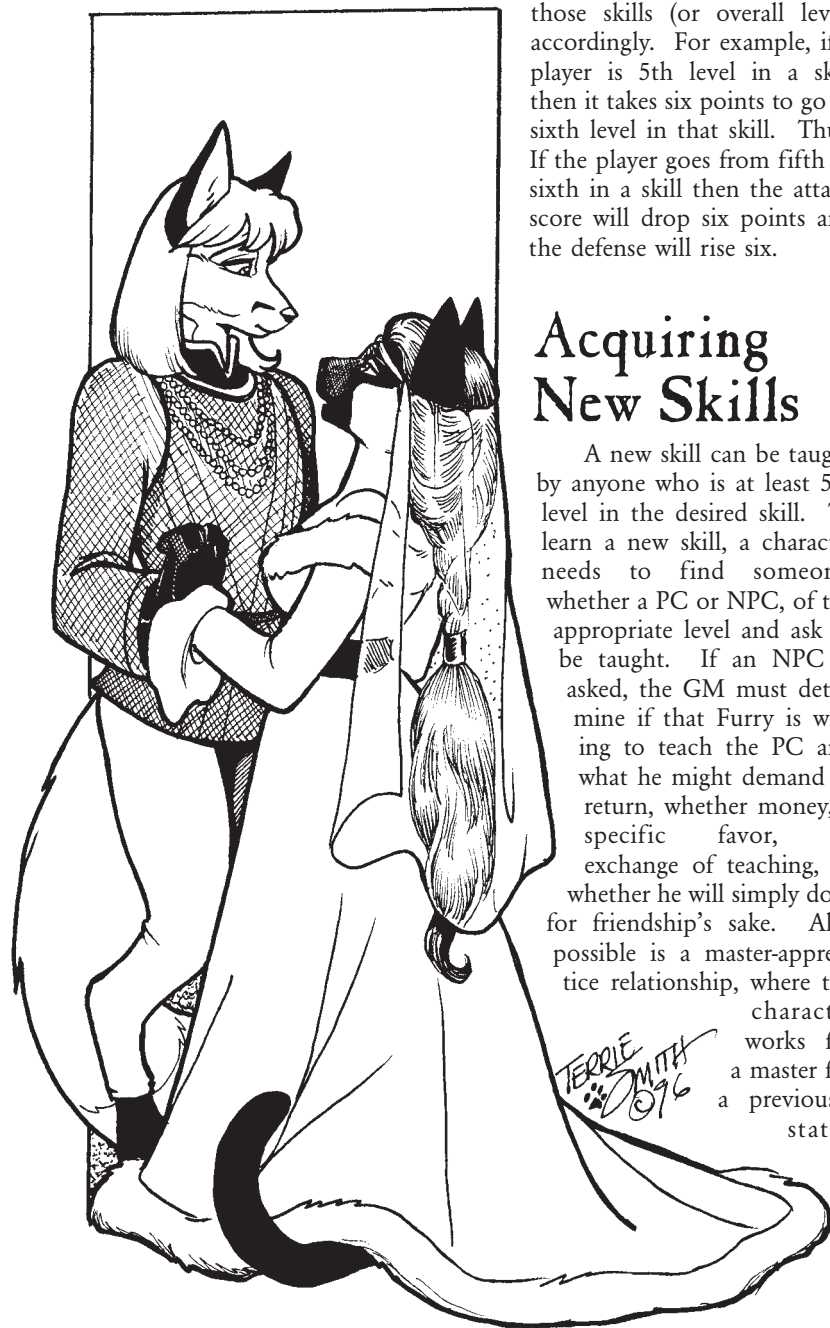 those skills (or overall lev
accordingly. For example, if
player is 5th level in a sk
then it takes six points to go
sixth level in that skill. Thu
If the player goes from fifth
sixth in a skill then the atta
score will drop six points a
the defense will rise six.
Acquiring
New Skills
A new skill can be taug
by anyone who is at least 5
level in the desired skill. T
learn a new skill, a charact
needs to find someon
whether a PC or NPC, of t
appropriate level and ask
be taught. If an NPC
asked, the GM must det
mine if that Furry is w
ing to teach the PC a
what he might demand
return, whether money,
specific favor,
exchange of teaching,
whether he will simply do
for friendship's sake. Al
possible is a master-appre
tice relationship, where t
charact
works f
a master f
a previous
stat
TERRIE
SMITH
©96